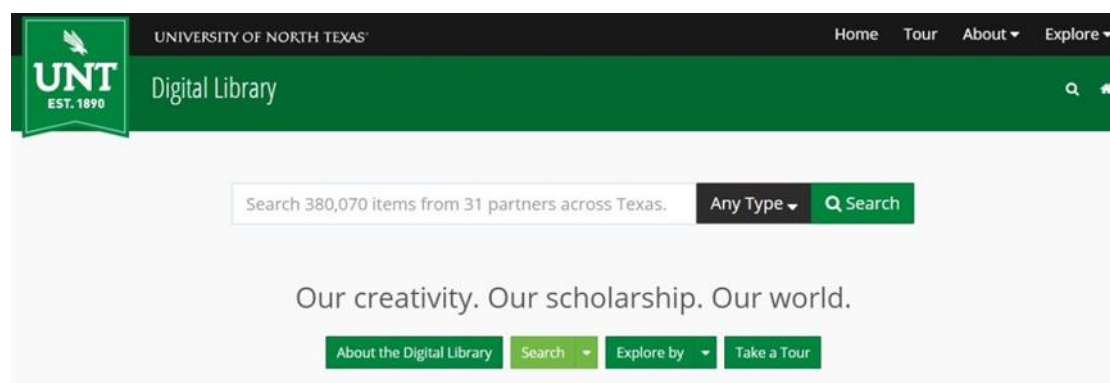 UNIVERSITY OF NORTH TEXAS
Home Tour About Explore
UNT
EST. 1890
Digital Library
Search 380,070 items from 31 partners across Texas. Any Type Search
Our creativity. Our scholarship. Our world.
About the Digital Library Search Explore by Take a Tour